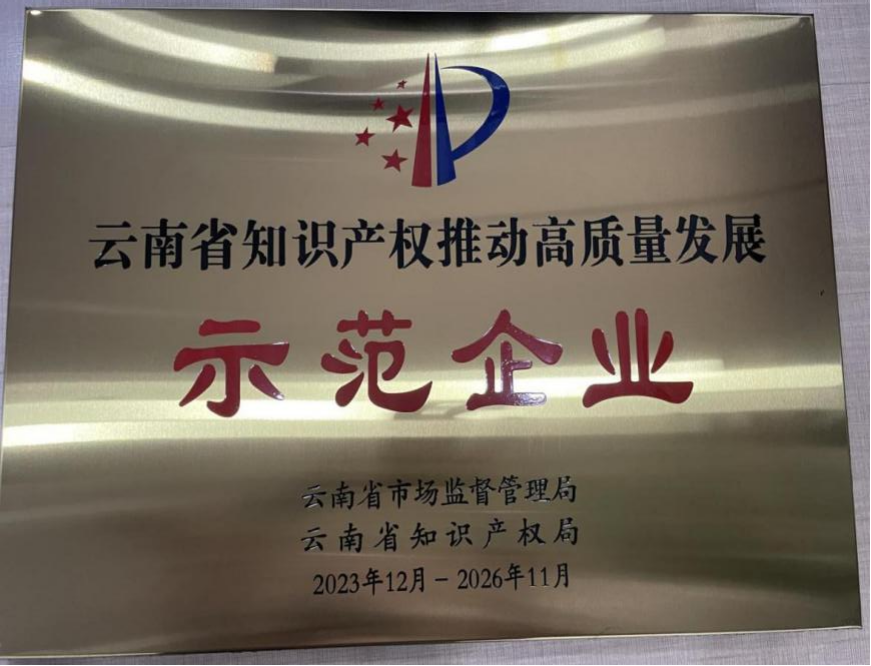 云南省知识产权推动高质量发展
示范企业
云南省市场监督管理局
云南省知识产权局
2023年12月－2026年11月